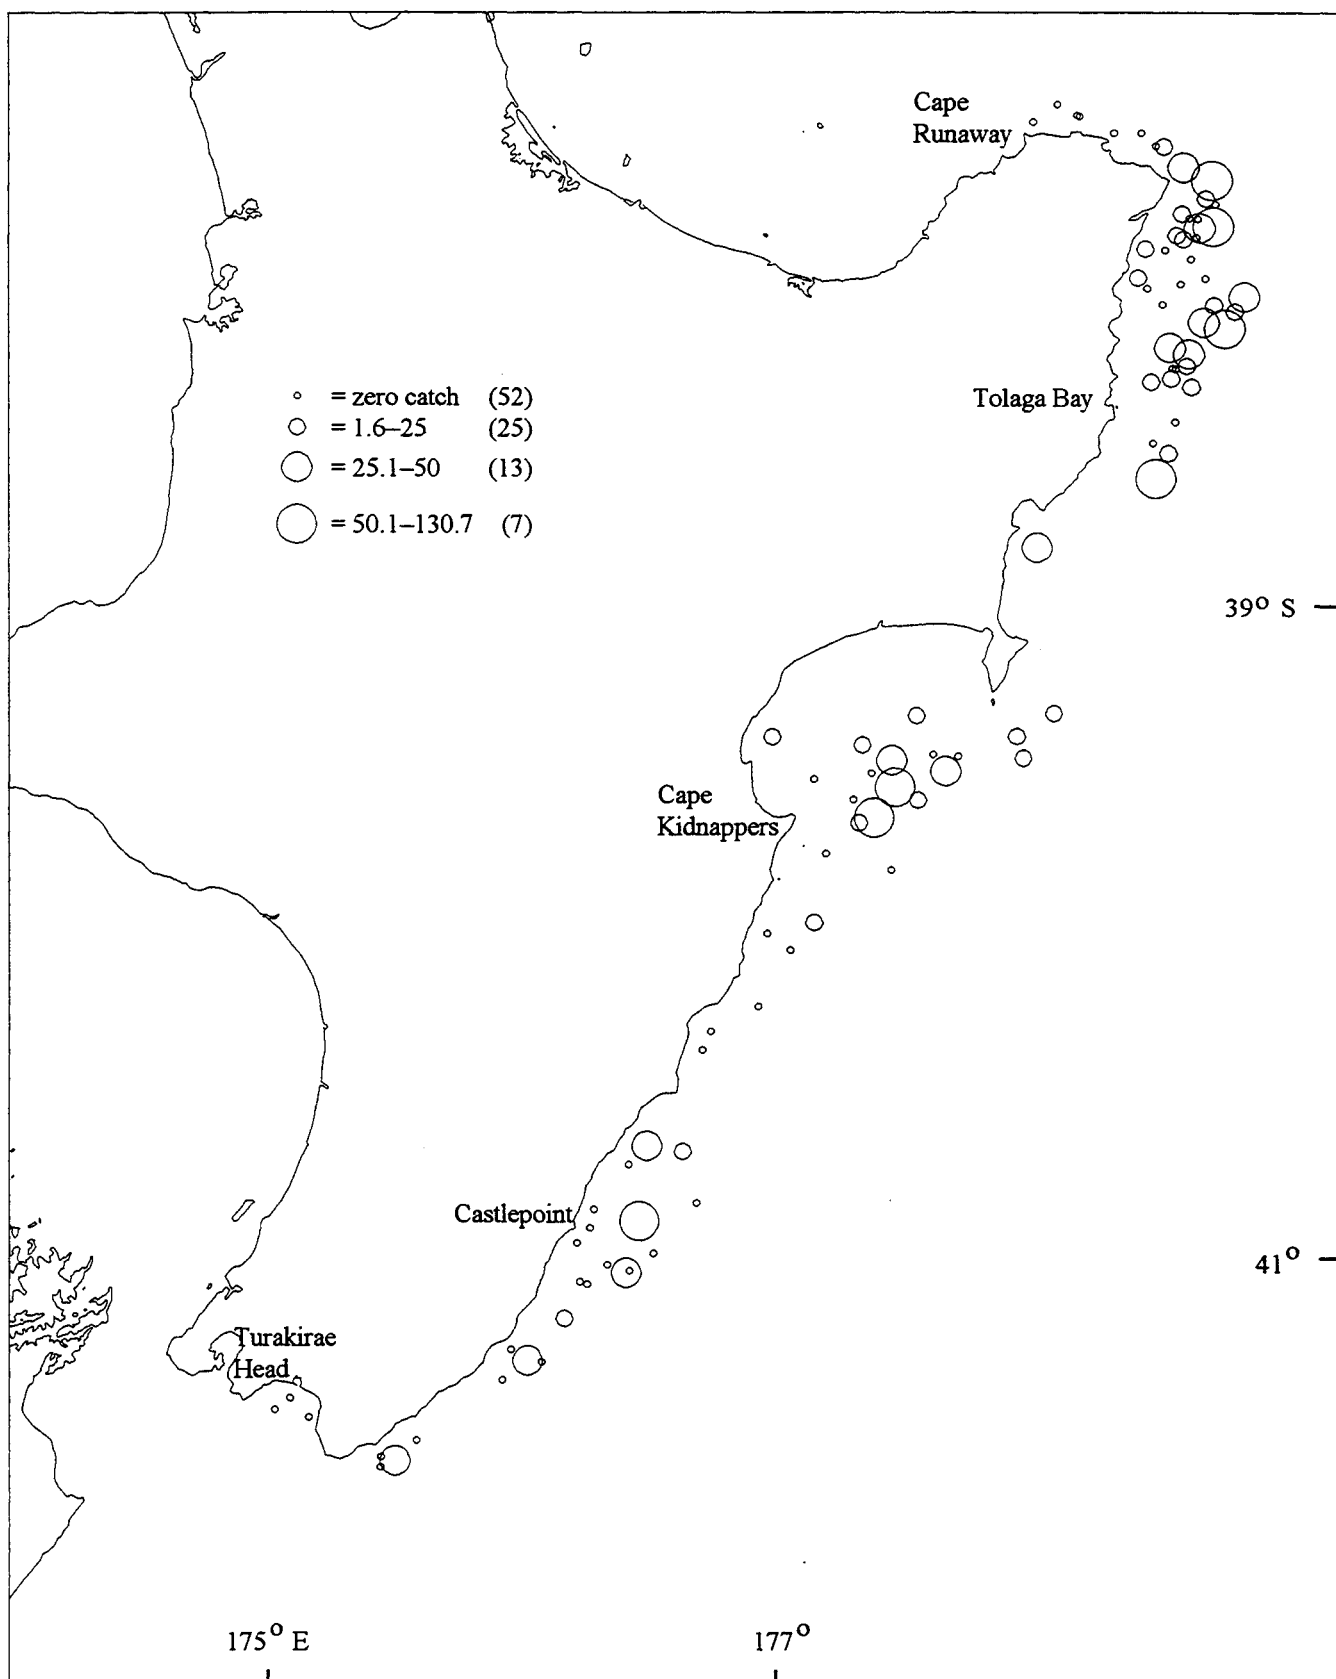 Cape
Runaway
= zero catch (52)
= 1.6–25 (25)
= 25.1–50 (13)
= 50.1–130.7 (7)
Tolaga Bay
39° S
Cape
Kidnappers
Castlepoint
41°
Turakirae
Head
175° E
177°